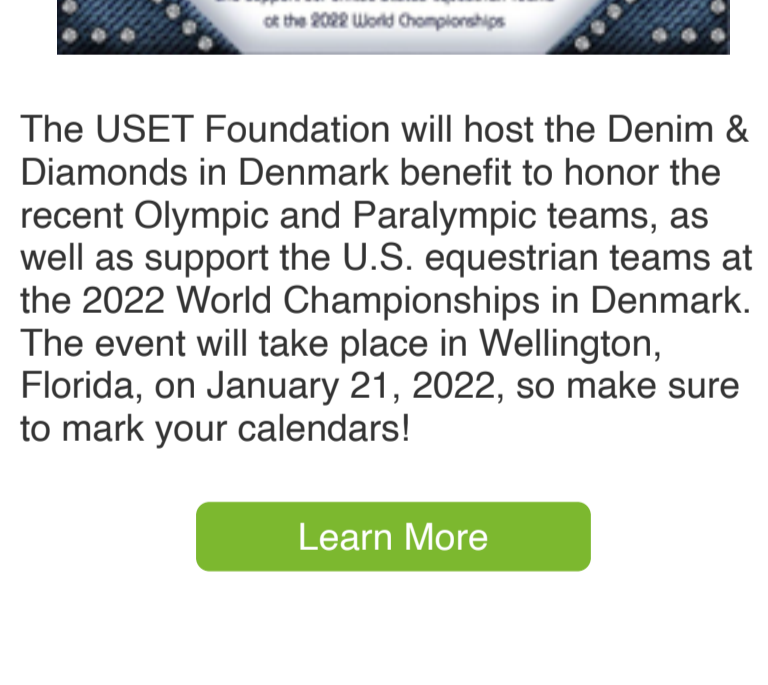 at the 2022 World Championships
The USET Foundation will host the Denim &
Diamonds in Denmark benefit to honor the
recent Olympic and Paralympic teams, as
well as support the U.S. equestrian teams at
the 2022 World Championships in Denmark.
The event will take place in Wellington,
Florida, on January 21, 2022, so make sure
to mark your calendars!
Learn More